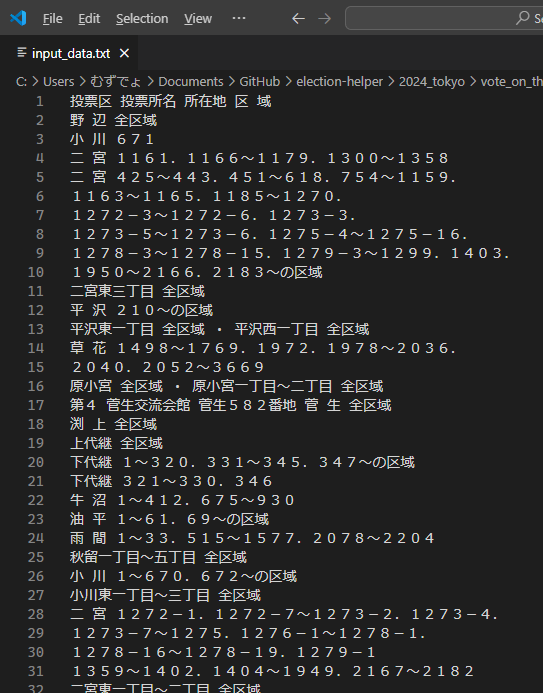 File Edit Selection View ···
input_data.txt
C: > Users > むずでょ > Documents > GitHub > election-helper > 2024_tokyo > vote_on_th
1 投票区 投票所名 所在地 区 域
2 野 辺 全区域
3 小 川 ６７１
4 二 宮 １１６１．１１６６～１１７９．１３００～１３５８
5 二 宮 ４２５～４４３．４５１～６１８．７５４～１１５９．
6 １１６３～１１６５．１１８５～１２７０．
7 １２７２－３～１２７２－６．１２７３－３．
8 １２７３－５～１２７３－６．１２７５－４～１２７５－１６．
9 １２７８－３～１２７８－１５．１２７９－３～１２９９．１４０３．
10 １９５０～２１６６．２１８３～の区域
11 二宮東三丁目 全区域
12 平 沢 ２１０～の区域
13 平沢東一丁目 全区域 ・ 平沢西一丁目 全区域
14 草 花 １４９８～１７６９．１９７２．１９７８～２０３６．
15 ２０４０．２０５２～３６６９
16 原小宮 全区域 ・ 原小宮一丁目～二丁目 全区域
17 第４ 菅生交流会館 菅生５８２番地 菅 生 全区域
18 渕 上 全区域
19 上代継 全区域
20 下代継 １～３２０．３３１～３４５．３４７～の区域
21 下代継 ３２１～３３０．３４６
22 牛 沼 １～４１２．６７５～９３０
23 油 平 １～６１．６９～の区域
24 雨 間 １～３３．５１５～１５７７．２０７８～２２０４
25 秋留一丁目～五丁目 全区域
26 小 川 １～６７０．６７２～の区域
27 小川東一丁目～三丁目 全区域
28 二 宮 １２７２－１．１２７２－７～１２７３－２．１２７３－４．
29 １２７３－７～１２７５．１２７６－１～１２７８－１．
30 １２７８－１６～１２７８－１９．１２７９－１
31 １３５９～１４０２．１４０４～１９４９．２１６７～２１８２
二宮東一丁目～二丁目 全区域